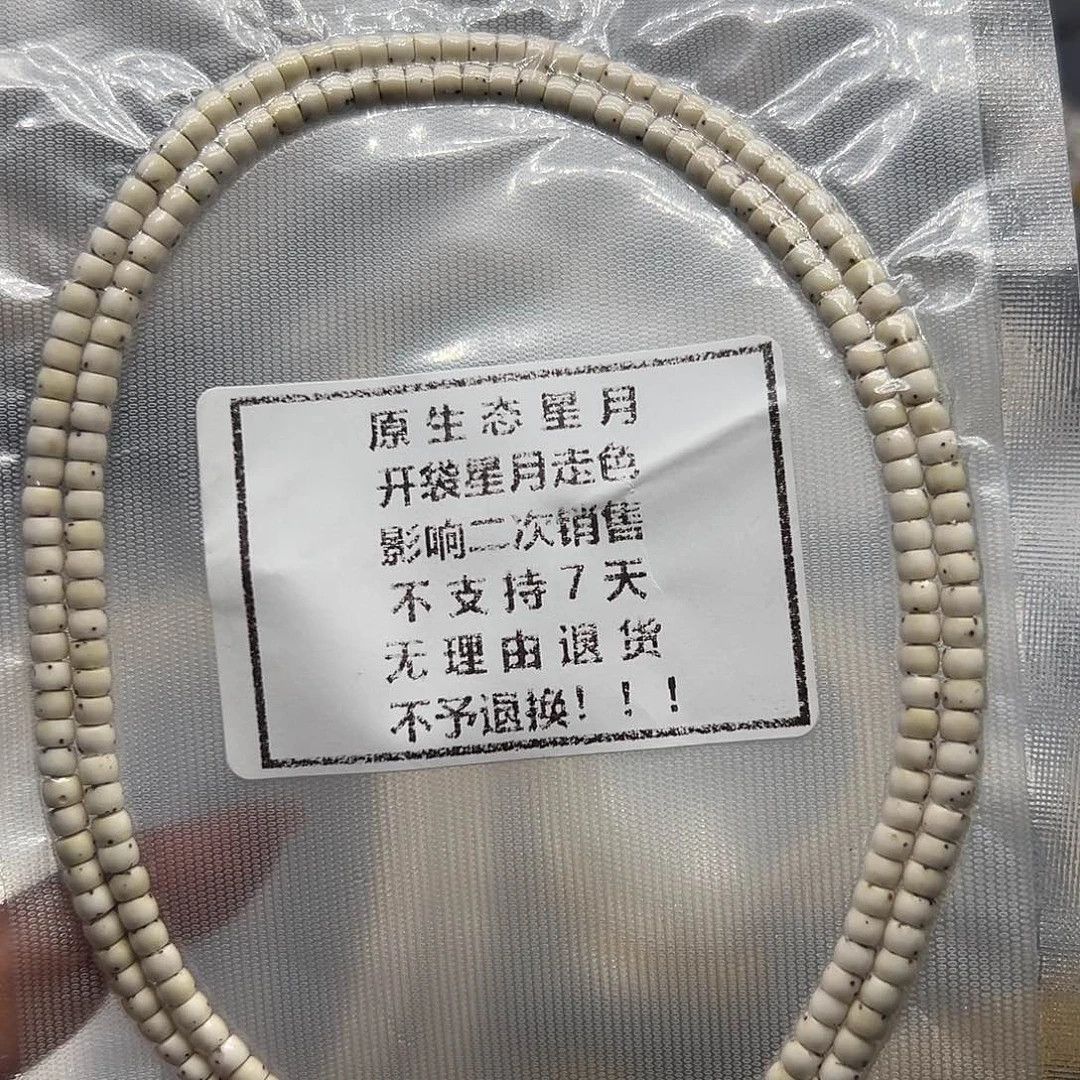 原生态星月
开袋星月走色
影响二次销售
不支持7天
无理由退货
不予退换！！！